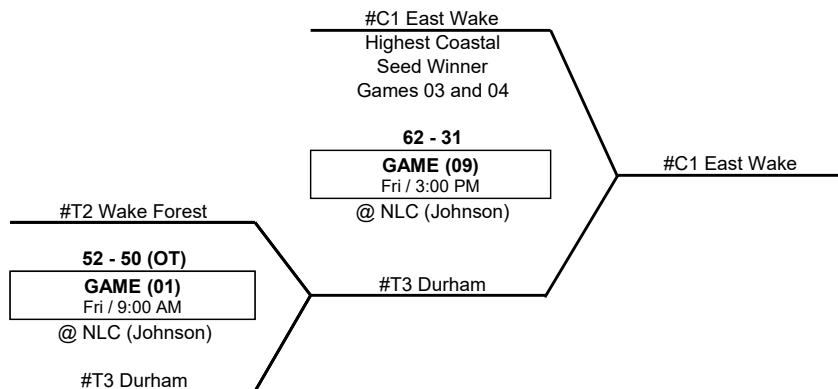 #C1 East Wake
Highest Coastal
Seed Winner
Games 03 and 04
62 - 31
GAME (09)
Fri / 3:00 PM
@ NLC (Johnson)
#C1 East Wake
#T2 Wake Forest
52 - 50 (OT)
GAME (01)
Fri / 9:00 AM
@ NLC (Johnson)
#T3 Durham
#T3 Durham